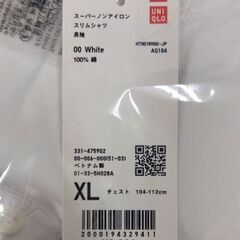 スーパーノンアイロン
スリムシャツ
長袖
00 White
100% 綿
UNI
QLO
AQ104
331-475902
00-006-000(51-03)
ベトナム製
01-33-5H028A
XL チェスト 104-112cm
2000194329411